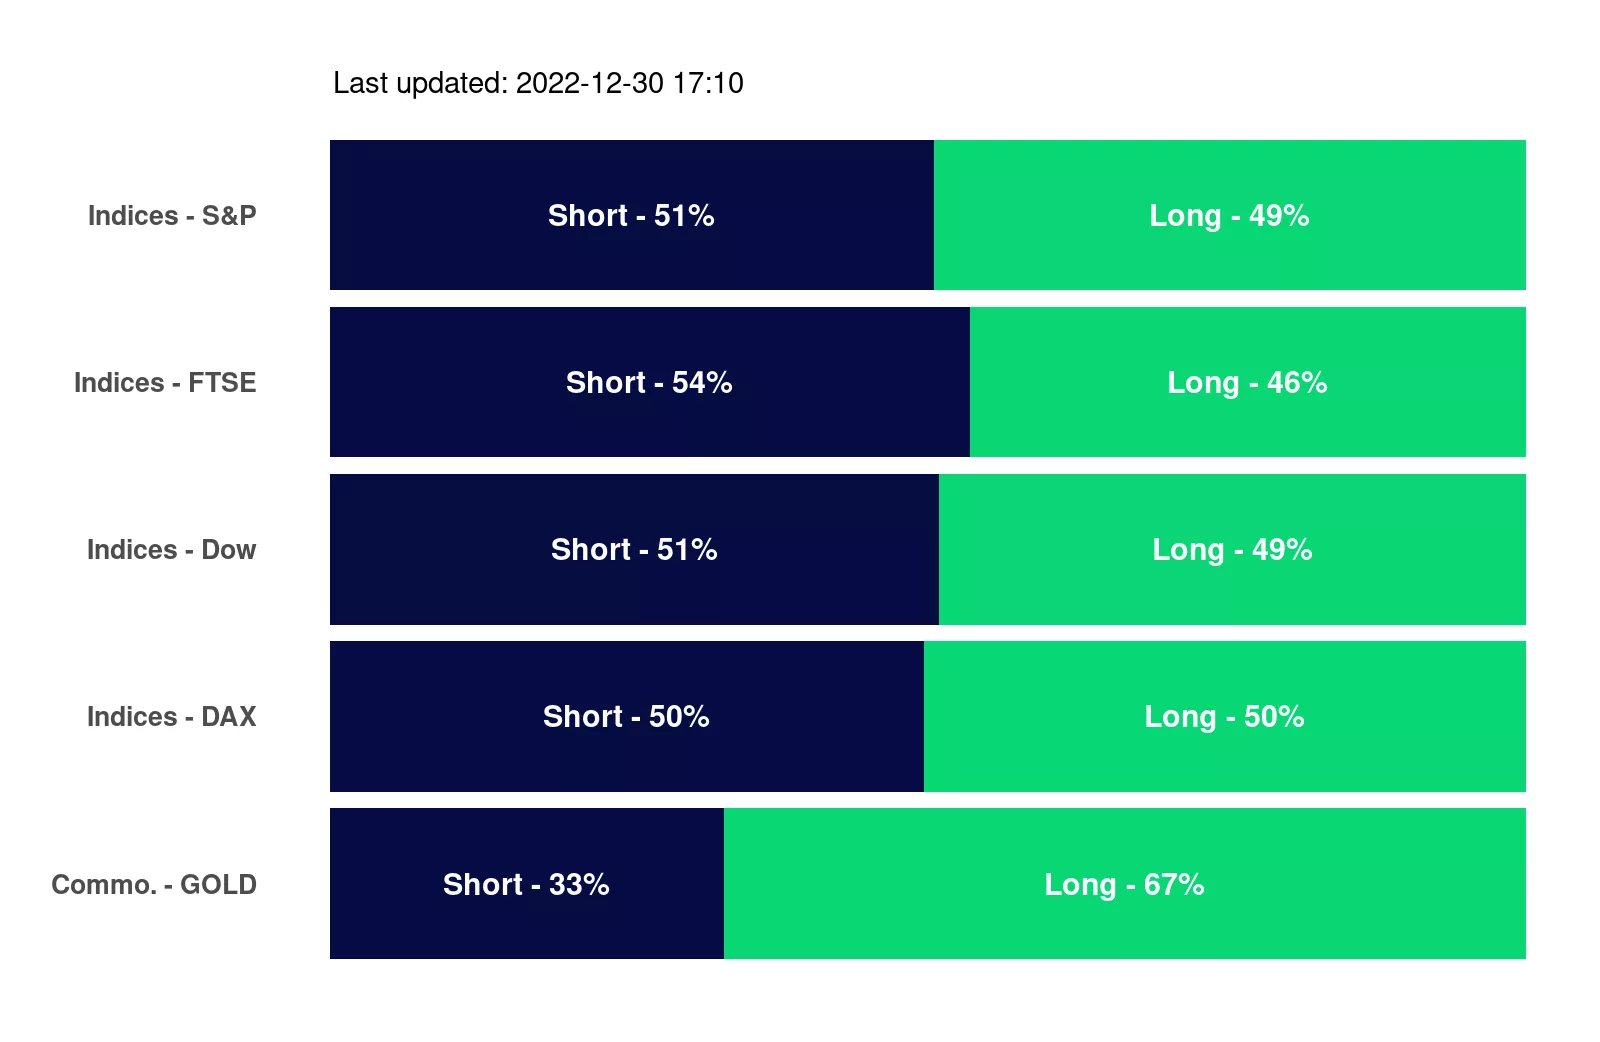 Last updated: 2022-12-30 17:10
Indices - S&P Short - 51% Long - 49%
Indices - FTSE Short - 54% Long - 46%
Indices - Dow Short - 51% Long - 49%
Indices - DAX Short - 50% Long - 50%
Commo. - GOLD Short - 33% Long - 67%